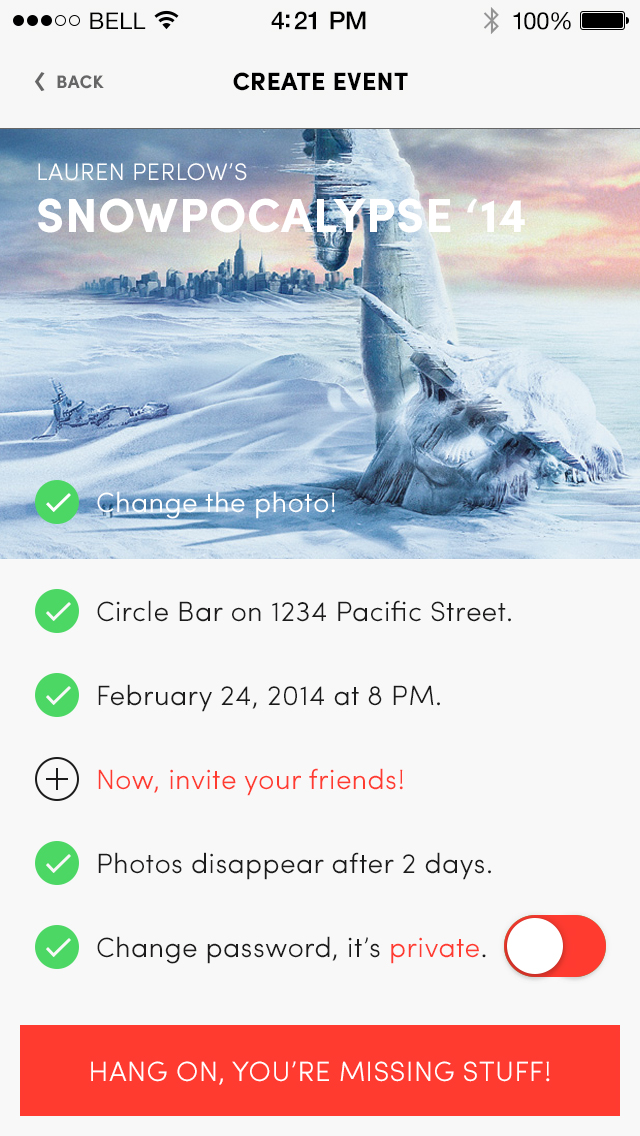 BELL 4:21 PM 100%
BACK CREATE EVENT
LAUREN PERLOW’S
SNOWPOCALYPSE ‘14
Change the photo!
Circle Bar on 1234 Pacific Street.
February 24, 2014 at 8 PM.
Now, invite your friends!
Photos disappear after 2 days.
Change password, it’s private.
HANG ON, YOU’RE MISSING STUFF!